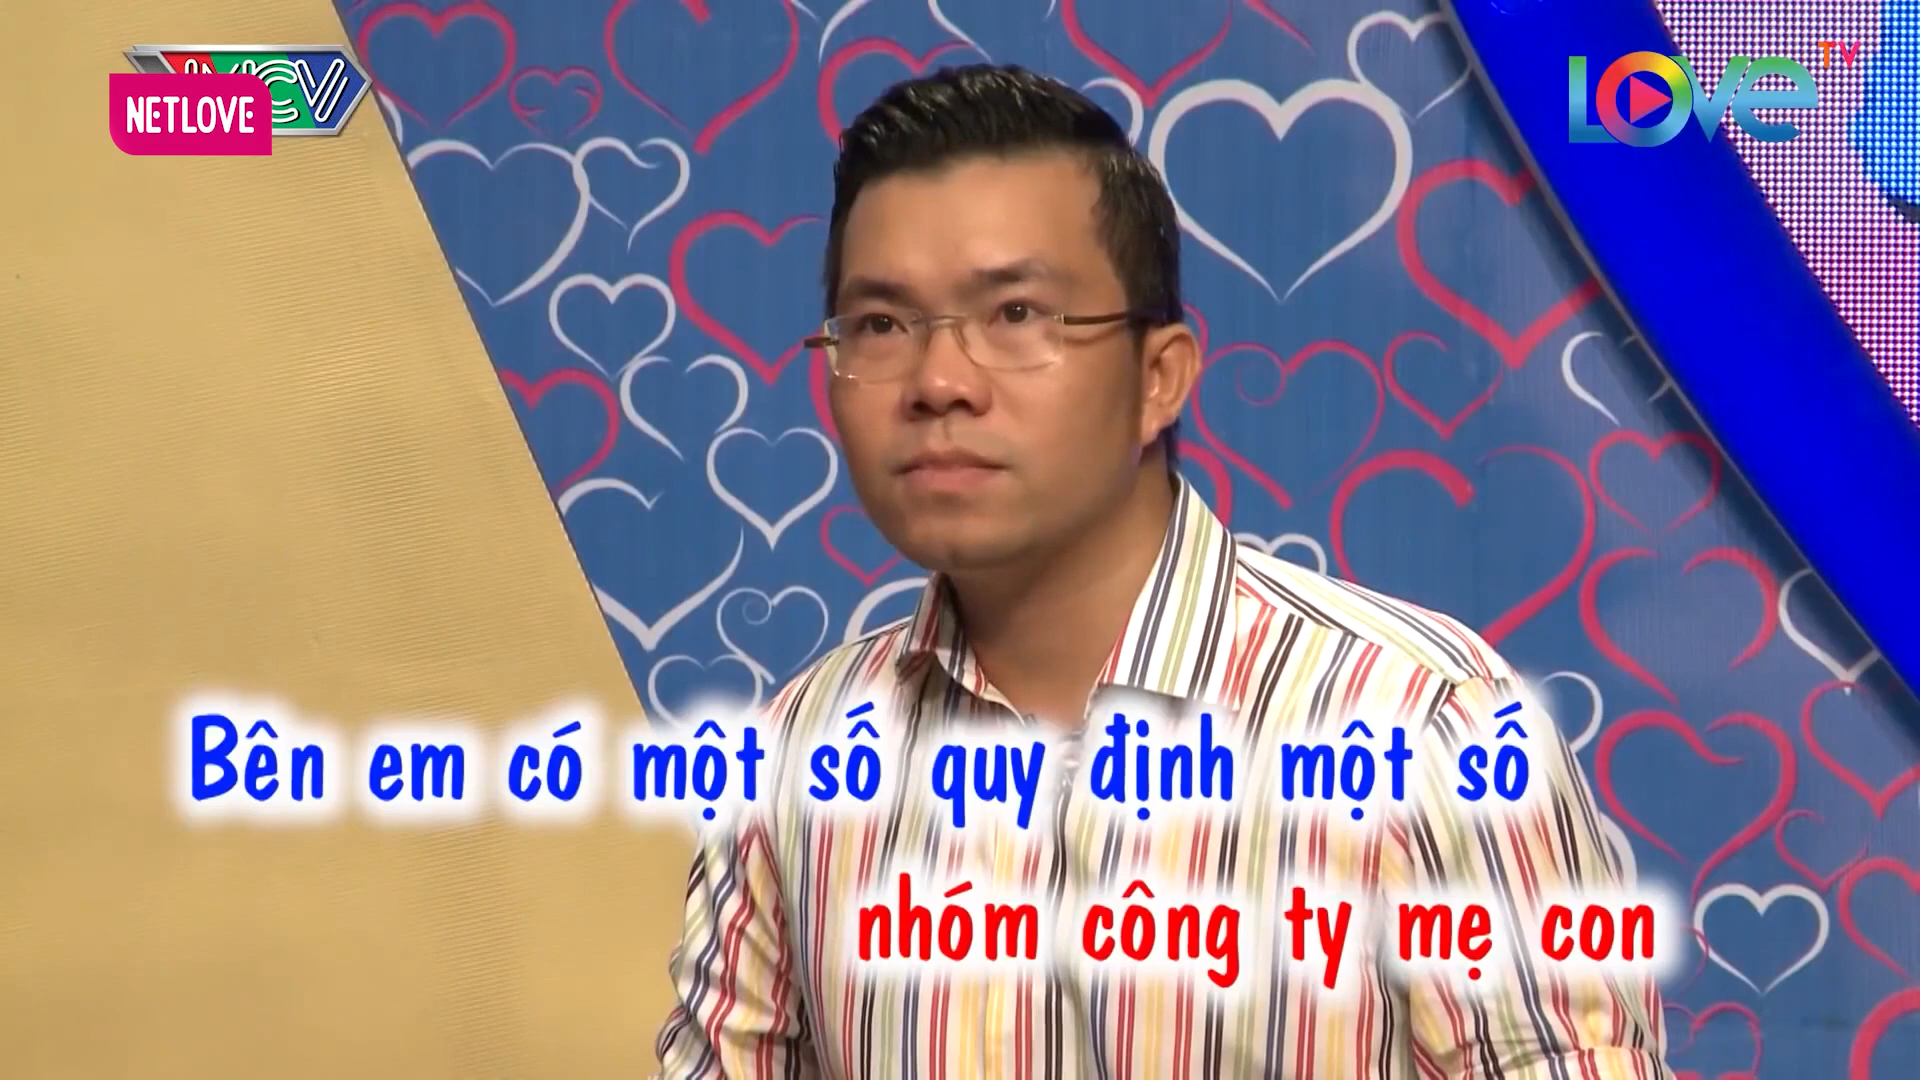 NETLOVE
LOVE TV
Bên em có một số quy định một số
nhóm công ty mẹ con